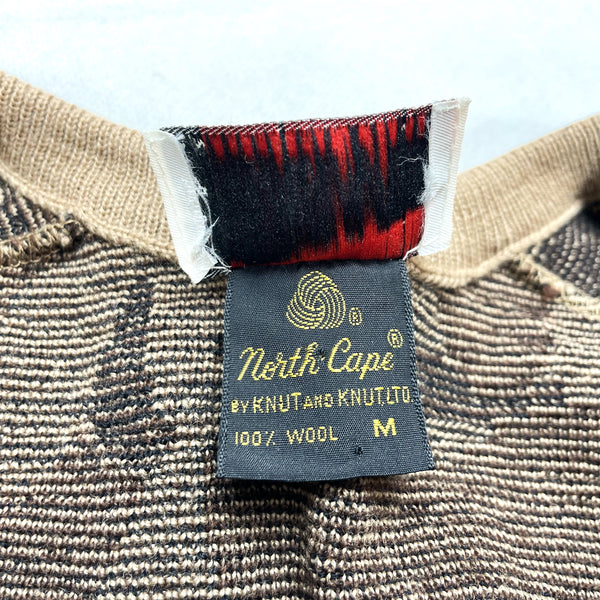 ®
North Cape®
BY KNUT AND KNUT, LTD
100% WOOL M